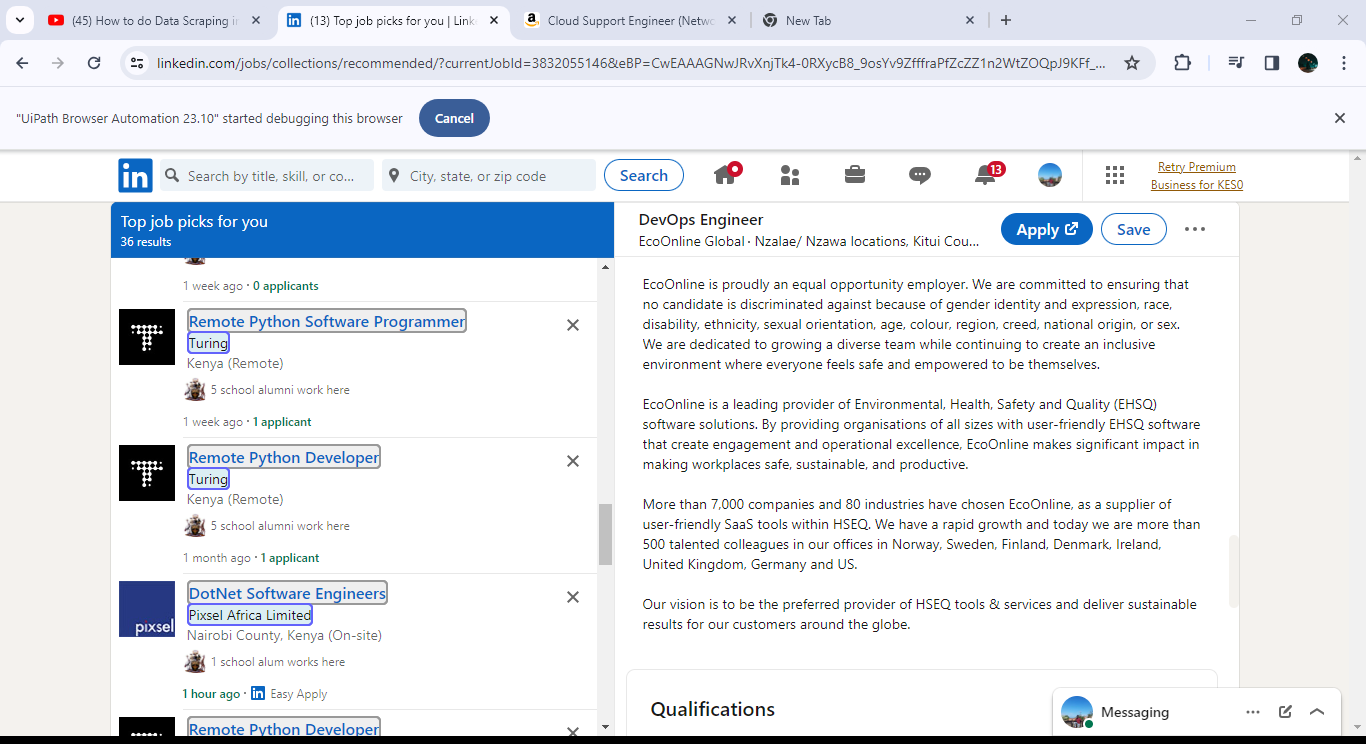 (45) How to do Data Scraping in
(13) Top job picks for you | Linke
Cloud Support Engineer (Netwo
New Tab
linkedin.com/jobs/collections/recommended/?currentJobId=3832055146&eBP=CwEAAAGNwJRvXnjTk4-0RXycB8_9osYv9ZfffraPfZcZZ1n2WtZOQpJ9KFf_...
"UiPath Browser Automation 23.10" started debugging this browser
Cancel
in
Search by title, skill, or co...
City, state, or zip code
Search
13
Retry Premium
Business for KES0
Top job picks for you
36 results
1 week ago · 0 applicants
Remote Python Software Programmer
Turing
Kenya (Remote)
5 school alumni work here
1 week ago · 1 applicant
Remote Python Developer
Turing
Kenya (Remote)
5 school alumni work here
1 month ago · 1 applicant
pixsel
DotNet Software Engineers
Pixsel Africa Limited
Nairobi County, Kenya (On-site)
1 school alum works here
1 hour ago · in Easy Apply
Remote Python Developer
DevOps Engineer
EcoOnline Global · Nzalae/ Nzawa locations, Kitui Cou...
Apply
Save
EcoOnline is proudly an equal opportunity employer. We are committed to ensuring that
no candidate is discriminated against because of gender identity and expression, race,
disability, ethnicity, sexual orientation, age, colour, region, creed, national origin, or sex.
We are dedicated to growing a diverse team while continuing to create an inclusive
environment where everyone feels safe and empowered to be themselves.
EcoOnline is a leading provider of Environmental, Health, Safety and Quality (EHSQ)
software solutions. By providing organisations of all sizes with user-friendly EHSQ software
that create engagement and operational excellence, EcoOnline makes significant impact in
making workplaces safe, sustainable, and productive.
More than 7,000 companies and 80 industries have chosen EcoOnline, as a supplier of
user-friendly SaaS tools within HSEQ. We have a rapid growth and today we are more than
500 talented colleagues in our offices in Norway, Sweden, Finland, Denmark, Ireland,
United Kingdom, Germany and US.
Our vision is to be the preferred provider of HSEQ tools & services and deliver sustainable
results for our customers around the globe.
Qualifications
Messaging